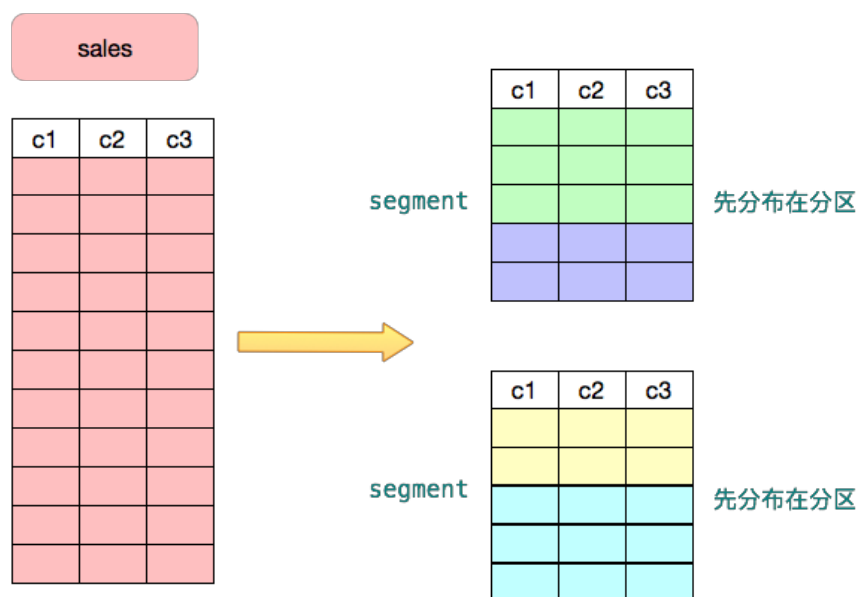 sales
c1 c2 c3
c1 c2 c3
segment
先分布在分区
c1 c2 c3
segment
先分布在分区